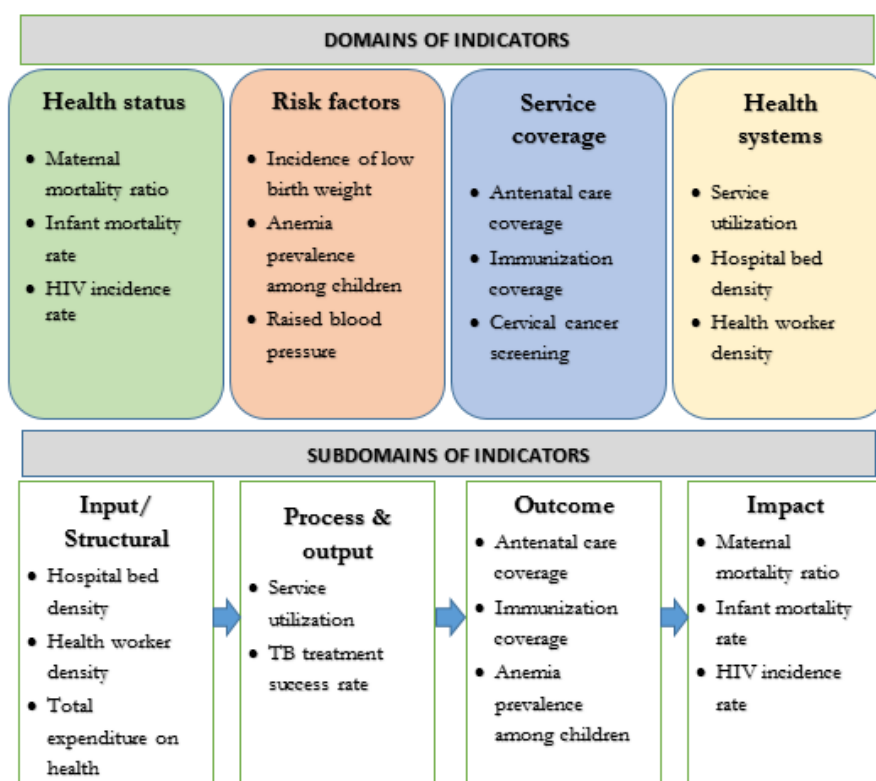 DOMAINS OF INDICATORS
Health status
• Maternal
mortality ratio
• Infant mortality
rate
• HIV incidence
rate
Risk factors
• Incidence of low
birth weight
• Anemia
prevalence
among children
• Raised blood
pressure
Service
coverage
• Antenatal care
coverage
• Immunization
coverage
• Cervical cancer
screening
Health
systems
• Service
utilization
• Hospital bed
density
• Health worker
density
SUBDOMAINS OF INDICATORS
Input/
Structural
• Hospital bed
density
• Health worker
density
• Total
expenditure on
health
Process &
output
• Service
utilization
• TB treatment
success rate
Outcome
• Antenatal care
coverage
• Immunization
coverage
• Anemia
prevalence
among children
Impact
• Maternal
mortality ratio
• Infant mortality
rate
• HIV incidence
rate